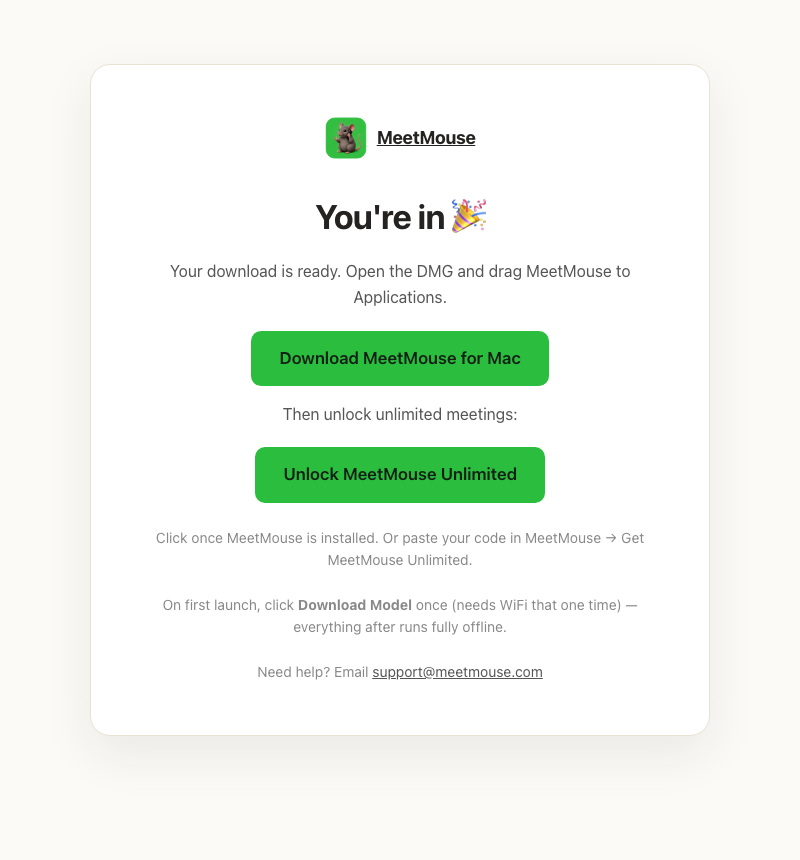 MeetMouse
You're in 🎉
Your download is ready. Open the DMG and drag MeetMouse to
Applications.
Download MeetMouse for Mac
Then unlock unlimited meetings:
Unlock MeetMouse Unlimited
Click once MeetMouse is installed. Or paste your code in MeetMouse → Get
MeetMouse Unlimited.
On first launch, click Download Model once (needs WiFi that one time) —
everything after runs fully offline.
Need help? Email support@meetmouse.com